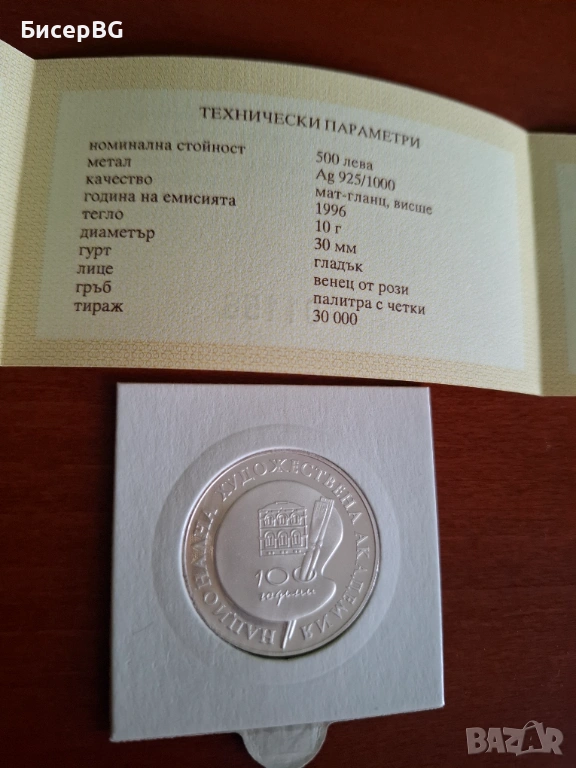 БисерBG
ТЕХНИЧЕСКИ ПАРАМЕТРИ
номинална стойност 500 лева
метал Ag 925/1000
качество мат-гланц, висше
година на емисията 1996
тегло 10 г
диаметър 30 мм
гурт гладък
лице венец от рози
гръб палитра с четки
тираж 30 000
НАЦИОНАЛНА ХУДОЖЕСТВЕНА АКАДЕМИЯ
100
години
BAZAR